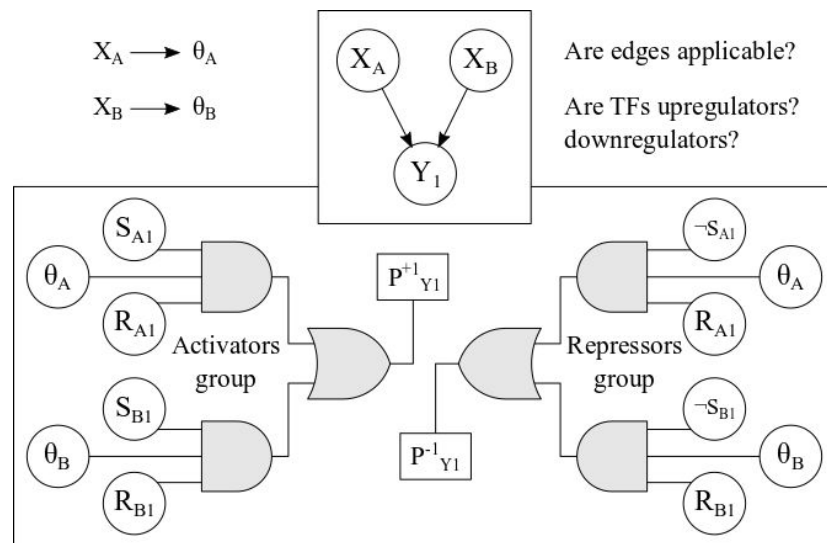 X_A → θ_A
X_B → θ_B
X_A
X_B
Y_1
Are edges applicable?
Are TFs upregulators?
downregulators?
S_A1
θ_A
R_A1
Activators
group
S_B1
θ_B
R_B1
P^+1_Y1
P^-1_Y1
¬S_A1
θ_A
R_A1
Repressors
group
¬S_B1
θ_B
R_B1